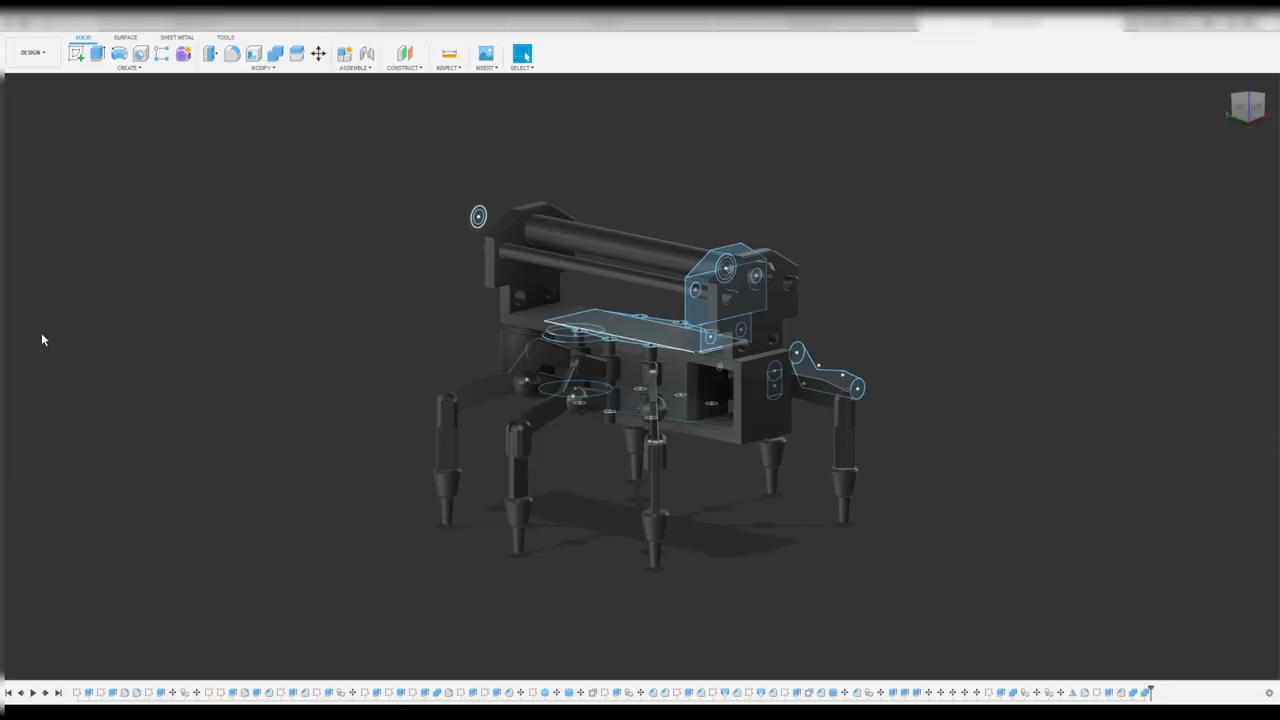 SOLID SURFACE SHEET METAL TOOLS
DESIGN
CREATE MODIFY ASSEMBLE CONSTRUCT INSPECT INSERT SELECT